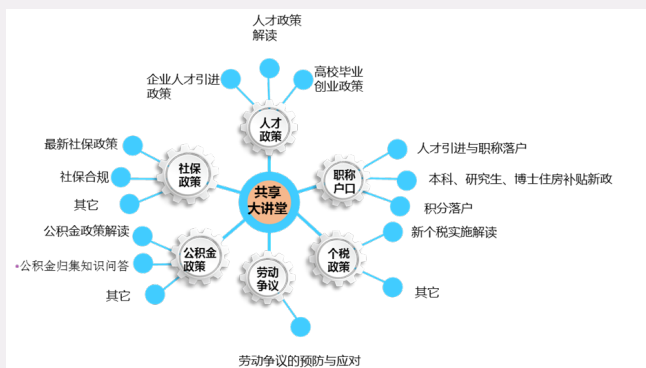 人才政策
解读
企业人才引进
政策
高校毕业
创业政策
人才
政策
最新社保政策
社保合规
其它
社保
政策
职称
户口
人才引进与职称落户
本科、研究生、博士住房补贴新政
积分落户
共享
大讲堂
公积金政策解读
•公积金归集知识问答
其它
公积金
政策
劳动
争议
个税
政策
新个税实施解读
其它
劳动争议的预防与应对